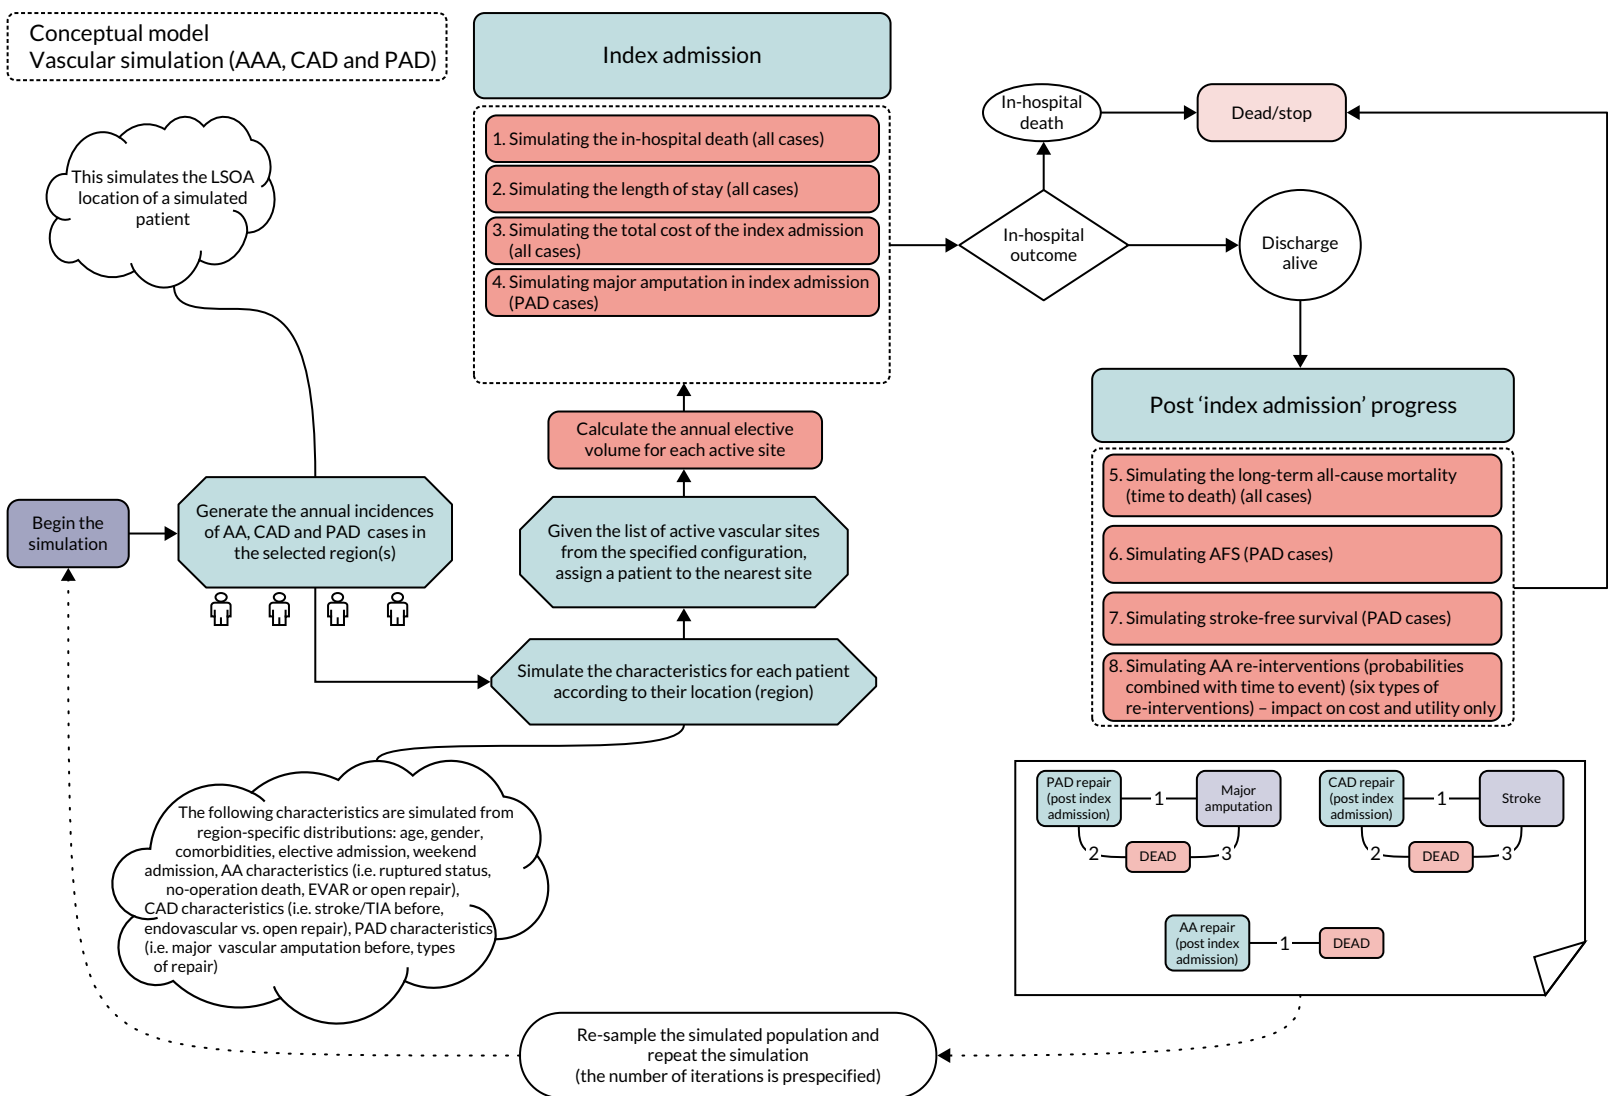 Conceptual model
Vascular simulation (AAA, CAD and PAD)
This simulates the LSOA
location of a simulated
patient
Begin the
simulation
Generate the annual incidences
of AA, CAD and PAD cases in
the selected region(s)
Simulate the characteristics for each patient
according to their location (region)
The following characteristics are simulated from
region-specific distributions: age, gender,
comorbidities, elective admission, weekend
admission, AA characteristics (i.e. ruptured status,
no-operation death, EVAR or open repair),
CAD characteristics (i.e. stroke/TIA before,
endovascular vs. open repair), PAD characteristics
(i.e. major vascular amputation before, types
of repair)
Given the list of active vascular sites
from the specified configuration,
assign a patient to the nearest site
Calculate the annual elective
volume for each active site
Index admission
1. Simulating the in-hospital death (all cases)
2. Simulating the length of stay (all cases)
3. Simulating the total cost of the index admission
(all cases)
4. Simulating major amputation in index admission
(PAD cases)
In-hospital
outcome
In-hospital
death
Dead/stop
Discharge
alive
Post ‘index admission’ progress
5. Simulating the long-term all-cause mortality
(time to death) (all cases)
6. Simulating AFS (PAD cases)
7. Simulating stroke-free survival (PAD cases)
8. Simulating AA re-interventions (probabilities
combined with time to event) (six types of
re-interventions) – impact on cost and utility only
PAD repair
(post index
admission)
1
Major
amputation
2
DEAD
3
CAD repair
(post index
admission)
1
Stroke
2
DEAD
3
AA repair
(post index
admission)
1
DEAD
Re-sample the simulated population and
repeat the simulation
(the number of iterations is prespecified)